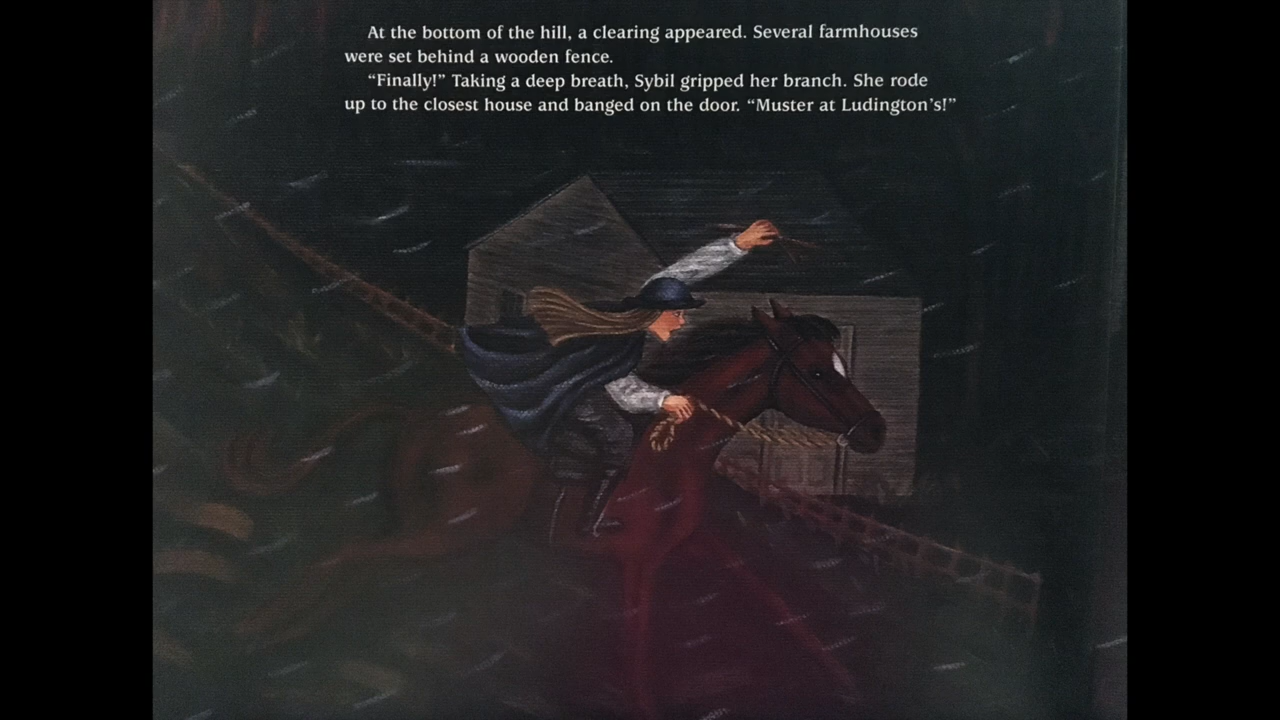 At the bottom of the hill, a clearing appeared. Several farmhouses
were set behind a wooden fence.
“Finally!” Taking a deep breath, Sybil gripped her branch. She rode
up to the closest house and banged on the door. “Muster at Ludington’s!”